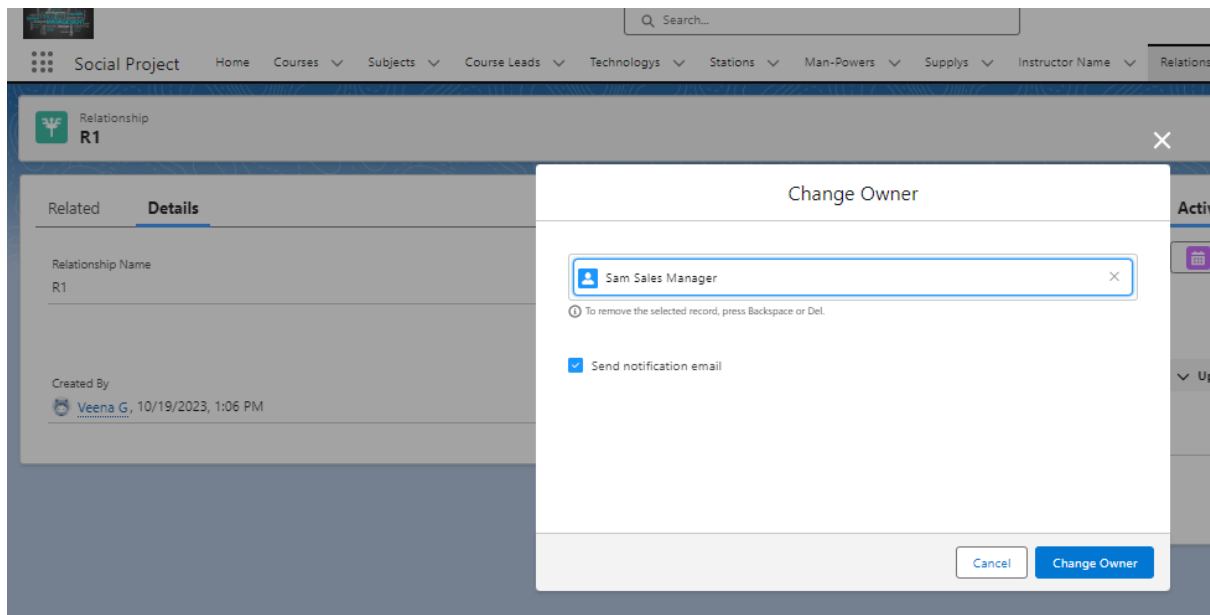 Search...
Social Project Home Courses Subjects Course Leads Technologys Stations Man-Powers Supplys Instructor Name Relations
Relationship
R1
Related Details
Relationship Name
R1
Created By
Veena G, 10/19/2023, 1:06 PM
Change Owner
Sam Sales Manager
To remove the selected record, press Backspace or Del.
Send notification email
Cancel Change Owner
Activ
Up